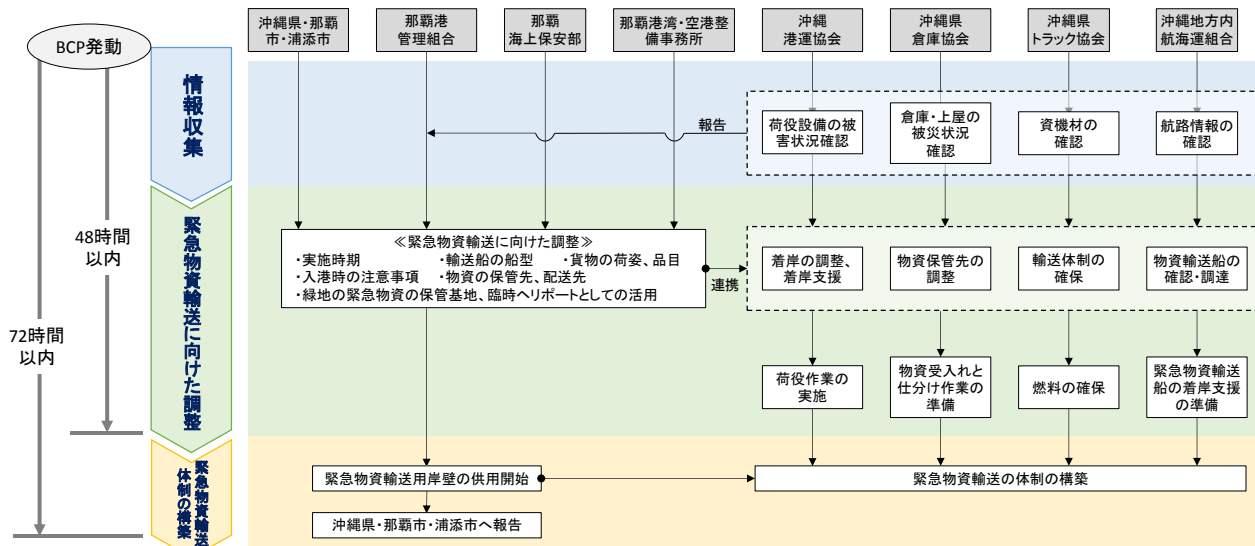 BCP発動
沖縄県・那覇
市・浦添市
那覇港
管理組合
那覇
海上保安部
那覇港湾・空港整
備事務所
沖縄
港運協会
沖縄県
倉庫協会
沖縄県
トラック協会
沖縄地方内
航海運組合
情報収集
報告
荷役設備の被
害状況確認
倉庫・上屋の
被災状況
確認
資機材の
確認
航路情報の
確認
48時間
以内
72時間
以内
緊急物資輸送に向けた調整
≪緊急物資輸送に向けた調整≫
・実施時期 ・輸送船の船型 ・貨物の荷姿、品目
・入港時の注意事項 ・物資の保管先、配送先
・緑地の緊急物資の保管基地、臨時ヘリポートとしての活用
連携
着岸の調整、
着岸支援
物資保管先の
調整
輸送体制の
確保
物資輸送船の
確認・調達
荷役作業の
実施
物資受入れと
仕分け作業の
準備
燃料の確保
緊急物資輸送
船の着岸支援
の準備
緊急物資輸送
体制の構築
緊急物資輸送用岸壁の供用開始
緊急物資輸送の体制の構築
沖縄県・那覇市・浦添市へ報告